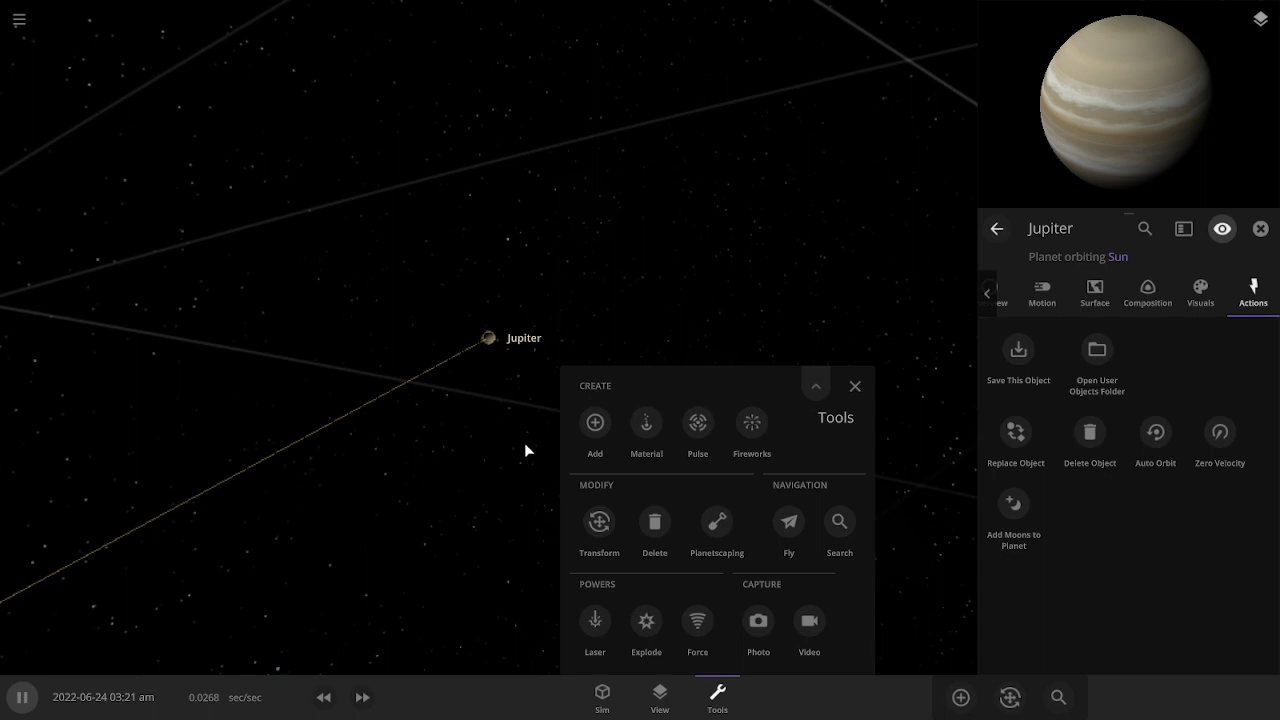 Jupiter
Planet orbiting Sun
Motion
Surface
Composition
Visuals
Actions
Save This Object
Open User
Objects Folder
Replace Object
Delete Object
Auto Orbit
Zero Velocity
Add Moons to
Planet
Jupiter
CREATE
Tools
Add
Material
Pulse
Fireworks
MODIFY
NAVIGATION
Transform
Delete
Planetscaping
Fly
Search
POWERS
CAPTURE
Laser
Explode
Force
Photo
Video
2022-06-24 03:21 am
0.0268 sec/sec
Sim
View
Tools